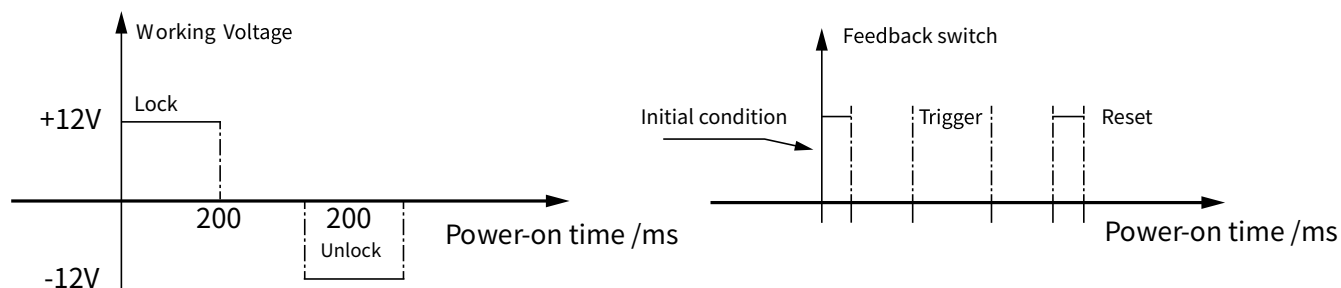 Working Voltage
Lock
+12V
200
200
Power-on time /ms
Unlock
-12V
Feedback switch
Initial condition
Trigger
Reset
Power-on time /ms